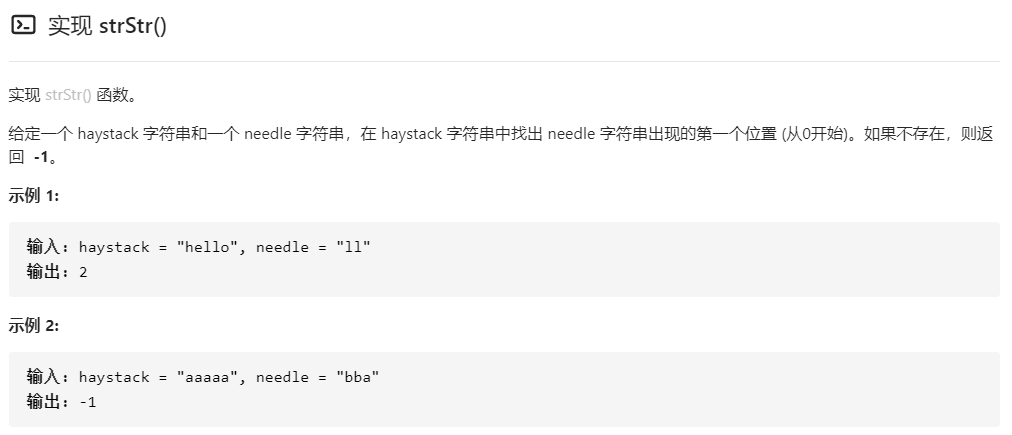 实现 strStr()
实现 strStr() 函数。
给定一个 haystack 字符串和一个 needle 字符串，在 haystack 字符串中找出 needle 字符串出现的第一个位置 (从0开始)。如果不存在，则返
回  -1。
示例 1:
输入: haystack = "hello", needle = "ll"
输出: 2
示例 2:
输入: haystack = "aaaaa", needle = "bba"
输出: -1